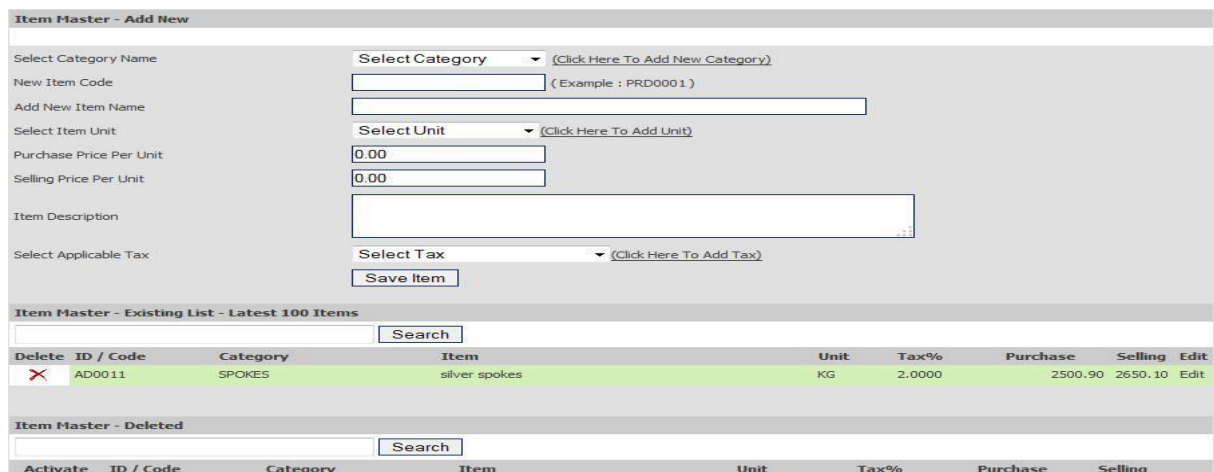 Item Master - Add New
Select Category Name Select Category (Click Here To Add New Category)
New Item Code ( Example : PRD0001 )
Add New Item Name
Select Item Unit Select Unit (Click Here To Add Unit)
Purchase Price Per Unit 0.00
Selling Price Per Unit 0.00
Item Description
Select Applicable Tax Select Tax (Click Here To Add Tax)
Save Item
Item Master - Existing List - Latest 100 Items
Search
Delete ID / Code Category Item Unit Tax% Purchase Selling Edit
AD0011 SPOKES silver spokes KG 2.0000 2500.90 2650.10 Edit
Item Master - Deleted
Search
Activate ID / Code Category Item Unit Tax% Purchase Selling